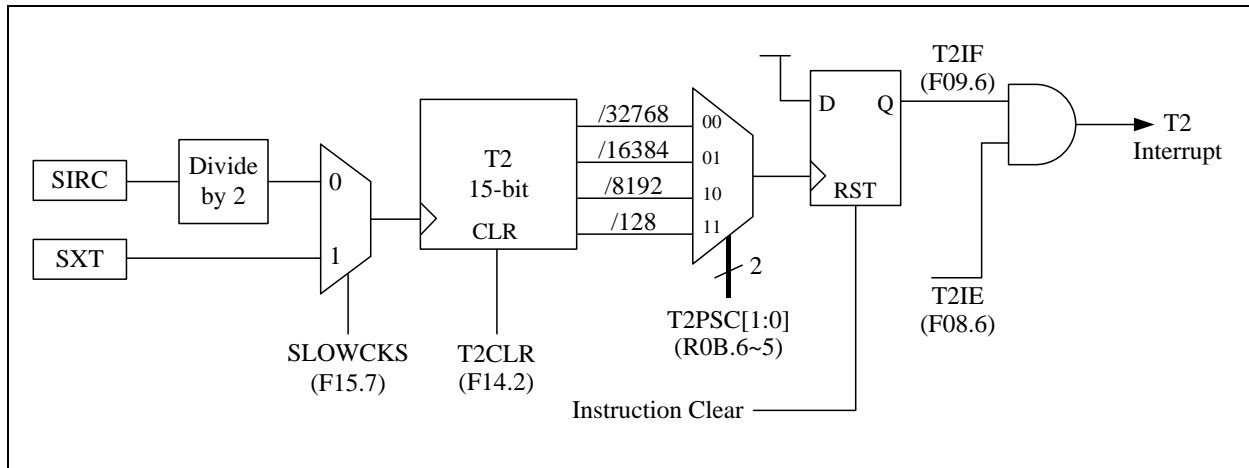 SIRC
Divide
by 2
0
SXT
1
SLOWCKS
(F15.7)
T2
15-bit
CLR
T2CLR
(F14.2)
/32768
/16384
/8192
/128
00
01
10
11
2
T2PSC[1:0]
(R0B.6~5)
D
Q
RST
Instruction Clear
T2IF
(F09.6)
T2IE
(F08.6)
T2
Interrupt